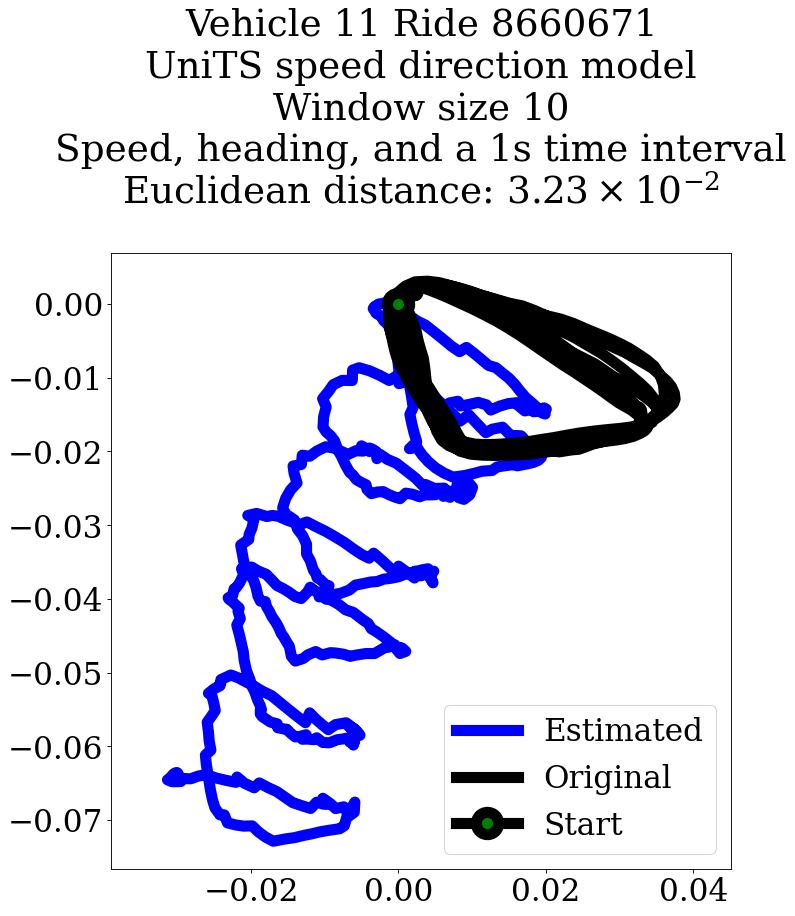 Vehicle 11 Ride 8660671
UniTS speed direction model
Window size 10
Speed, heading, and a 1s time interval
Euclidean distance: 3.23 × 10⁻²
0.00
−0.01
−0.02
−0.03
−0.04
−0.05
−0.06
−0.07
Estimated
Original
Start
−0.02 0.00 0.02 0.04